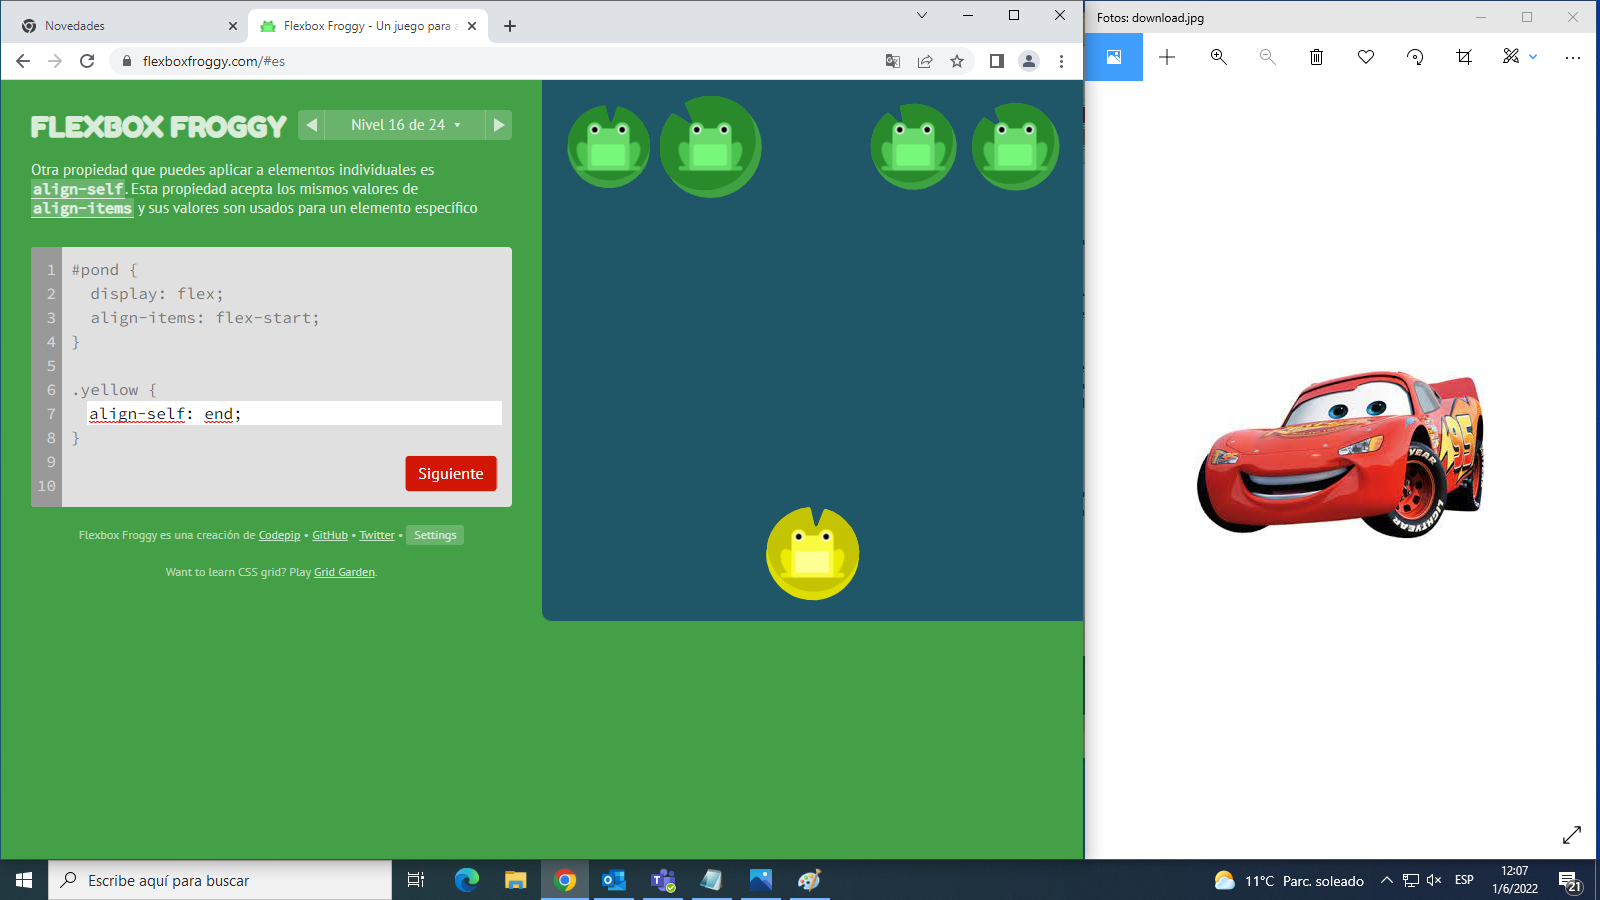 Novedades
Flexbox Froggy - Un juego para a
flexboxfroggy.com/#es
Fotos: download.jpg
FLEXBOX FROGGY
Nivel 16 de 24
Otra propiedad que puedes aplicar a elementos individuales es
align-self. Esta propiedad acepta los mismos valores de
align-items y sus valores son usados para un elemento específico
1 #pond {
2 display: flex;
3 align-items: flex-start;
4 }
5
6 .yellow {
7 align-self: end;
8 }
9
10
Siguiente
Flexbox Froggy es una creación de Codepip • GitHub • Twitter • Settings
Want to learn CSS grid? Play Grid Garden.
95
LIGHTYEAR
Escribe aquí para buscar
11°C Parc. soleado
ESP
12:07
1/6/2022
21